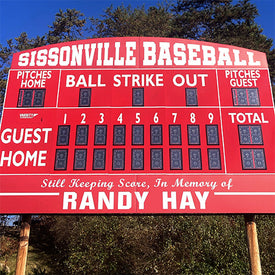 SISSONVILLE BASEBALL
PITCHES HOME BALL STRIKE OUT PITCHES GUEST
1 2 3 4 5 6 7 8 9 TOTAL
GUEST
HOME
Still Keeping Score, In Memory of
RANDY HAY